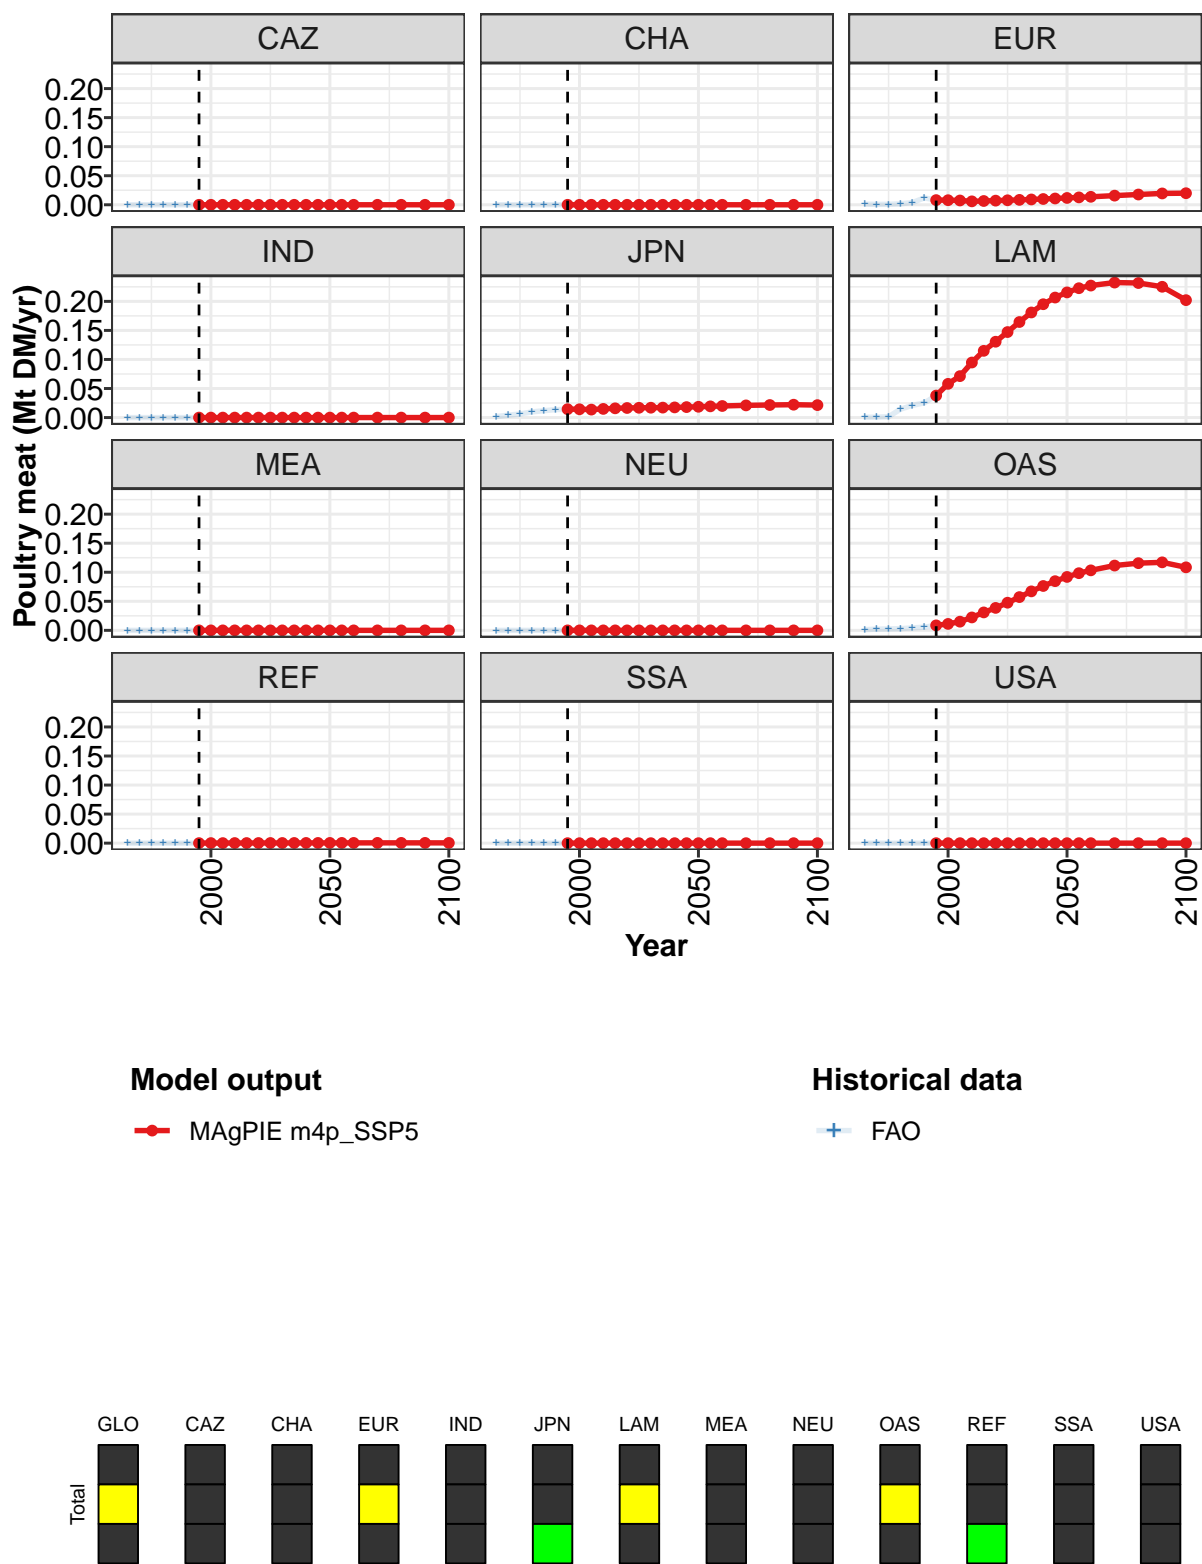 CAZ CHA EUR
0.20
0.15
0.10
0.05
0.00
IND JPN LAM
0.20
0.15
0.10
0.05
0.00
MEA NEU OAS
0.20
0.15
0.10
0.05
0.00
REF SSA USA
0.20
0.15
0.10
0.05
0.00
Poultry meat (Mt DM/yr)
2000 2050 2100 2000 2050 2100 2000 2050 2100
Year
Model output Historical data
MAgPIE m4p_SSP5 FAO
GLO CAZ CHA EUR IND JPN LAM MEA NEU OAS REF SSA USA
Total